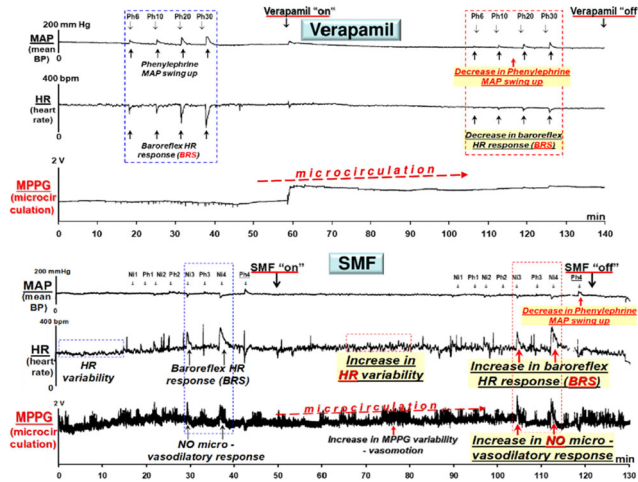 Verapamil "on"
Verapamil "off"
Verapamil
200 mm Hg
Ph6 Ph10 Ph20 Ph30
Ph6 Ph10 Ph20 Ph30
MAP
(mean
BP)
0
Phenylephrine
MAP swing up
Decrease in Phenylephrine
MAP swing up
400 bpm
HR
(heart
rate)
0
Baroreflex HR
response (BRS)
Decrease in baroreflex
HR response (BRS)
2 V
MPPG
(microcir
culation)
microcirculation
0 10 20 30 40 50 60 70 80 90 100 110 120 130 140
min
SMF "on"
SMF
SMF "off"
200 mmHg
Ni1 Ph1 Ni2 Ph2 Ni3 Ph3 Ni4 Ph4
Ni1 Ph1 Ni2 Ph2 Ni3 Ph3 Ni4 Ph4
MAP
(mean
BP)
0
Decrease in Phenylephrine
MAP swing up
400 bpm
HR
(heart
rate)
0
HR
variability
Baroreflex HR
response (BRS)
Increase in
HR variability
Increase in baroreflex
HR response (BRS)
2 V
MPPG
(microcir
culation)
0
microcirculation
NO micro -
vasodilatory response
Increase in MPPG variability
- vasomotion
Increase in NO micro -
vasodilatory response
0 10 20 30 40 50 60 70 80 90 100 110 120 130
min